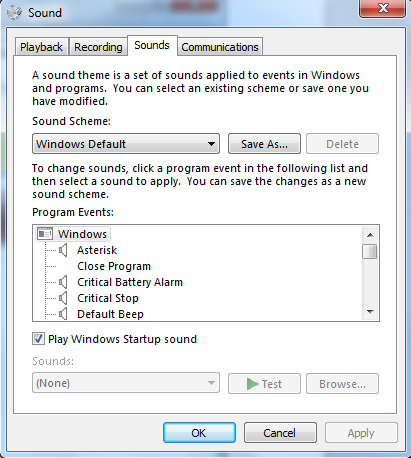 Sound
Playback Recording Sounds Communications
A sound theme is a set of sounds applied to events in Windows
and programs. You can select an existing scheme or save one you
have modified.
Sound Scheme:
Windows Default Save As... Delete
To change sounds, click a program event in the following list and
then select a sound to apply. You can save the changes as a new
sound scheme.
Program Events:
Windows
Asterisk
Close Program
Critical Battery Alarm
Critical Stop
Default Beep
Play Windows Startup sound
Sounds:
(None) Test Browse...
OK Cancel Apply